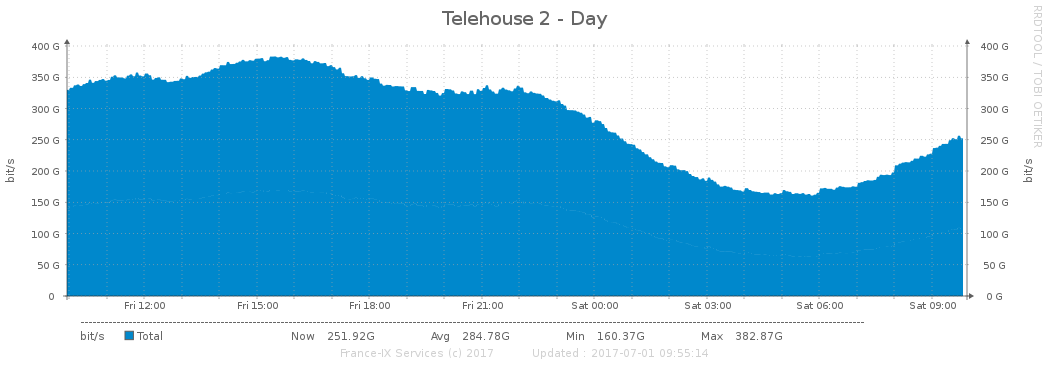 Telehouse 2 - Day
RRDTOOL / TOBI OETIKER
400 G 400 G
350 G 350 G
300 G 300 G
250 G 250 G
200 G 200 G
150 G 150 G
100 G 100 G
50 G 50 G
0 0 G
bit/s bit/s
Fri 12:00 Fri 15:00 Fri 18:00 Fri 21:00 Sat 00:00 Sat 03:00 Sat 06:00 Sat 09:00
bit/s Total Now 251.92G Avg 284.78G Min 160.37G Max 382.87G
France-IX Services (c) 2017 Updated : 2017-07-01 09:55:14